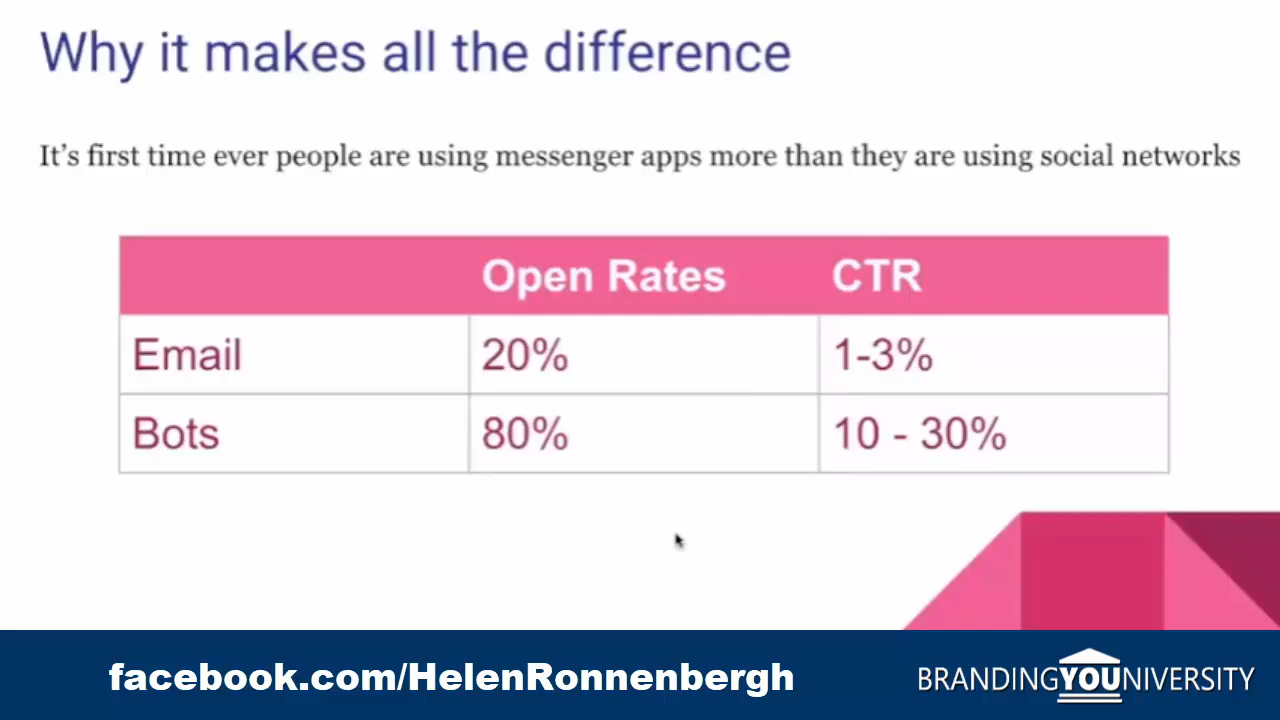 Why it makes all the difference
It's first time ever people are using messenger apps more than they are using social networks
Open Rates CTR
Email 20% 1-3%
Bots 80% 10 - 30%
facebook.com/HelenRonnenbergh
BRANDINGYOUNIVERSITY